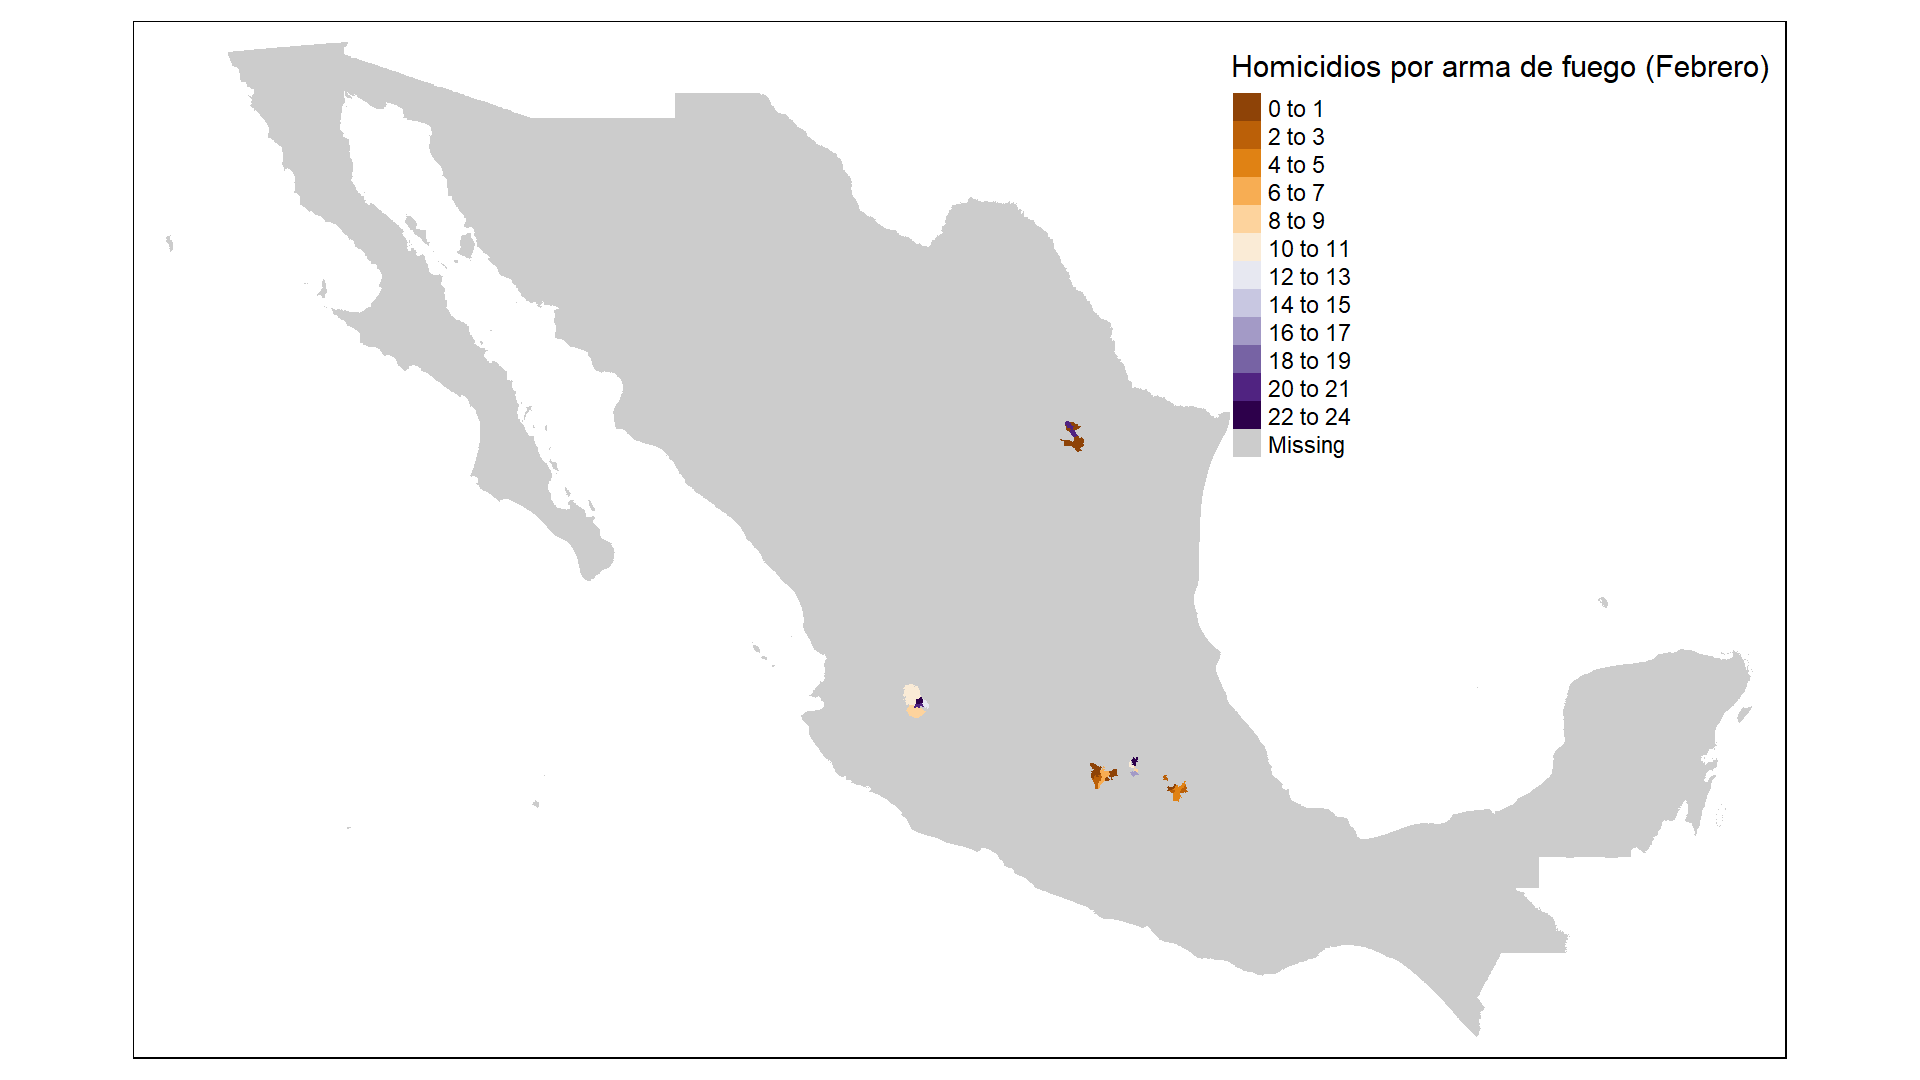 Homicidios por arma de fuego (Febrero)
0 to 1
2 to 3
4 to 5
6 to 7
8 to 9
10 to 11
12 to 13
14 to 15
16 to 17
18 to 19
20 to 21
22 to 24
Missing